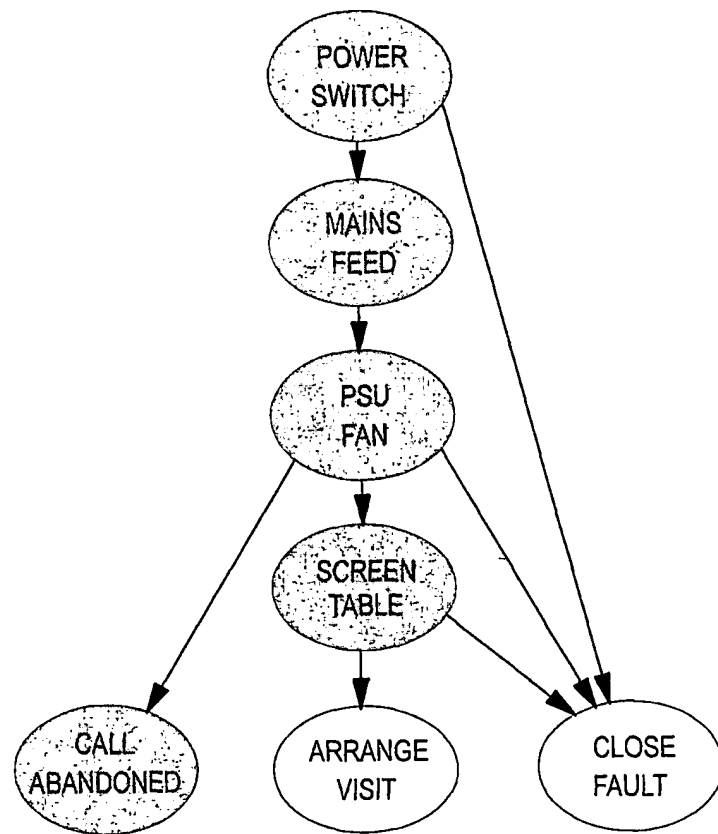 POWER
SWITCH
MAINS
FEED
PSU
FAN
SCREEN
TABLE
CALL
ABANDONED
ARRANGE
VISIT
CLOSE
FAULT